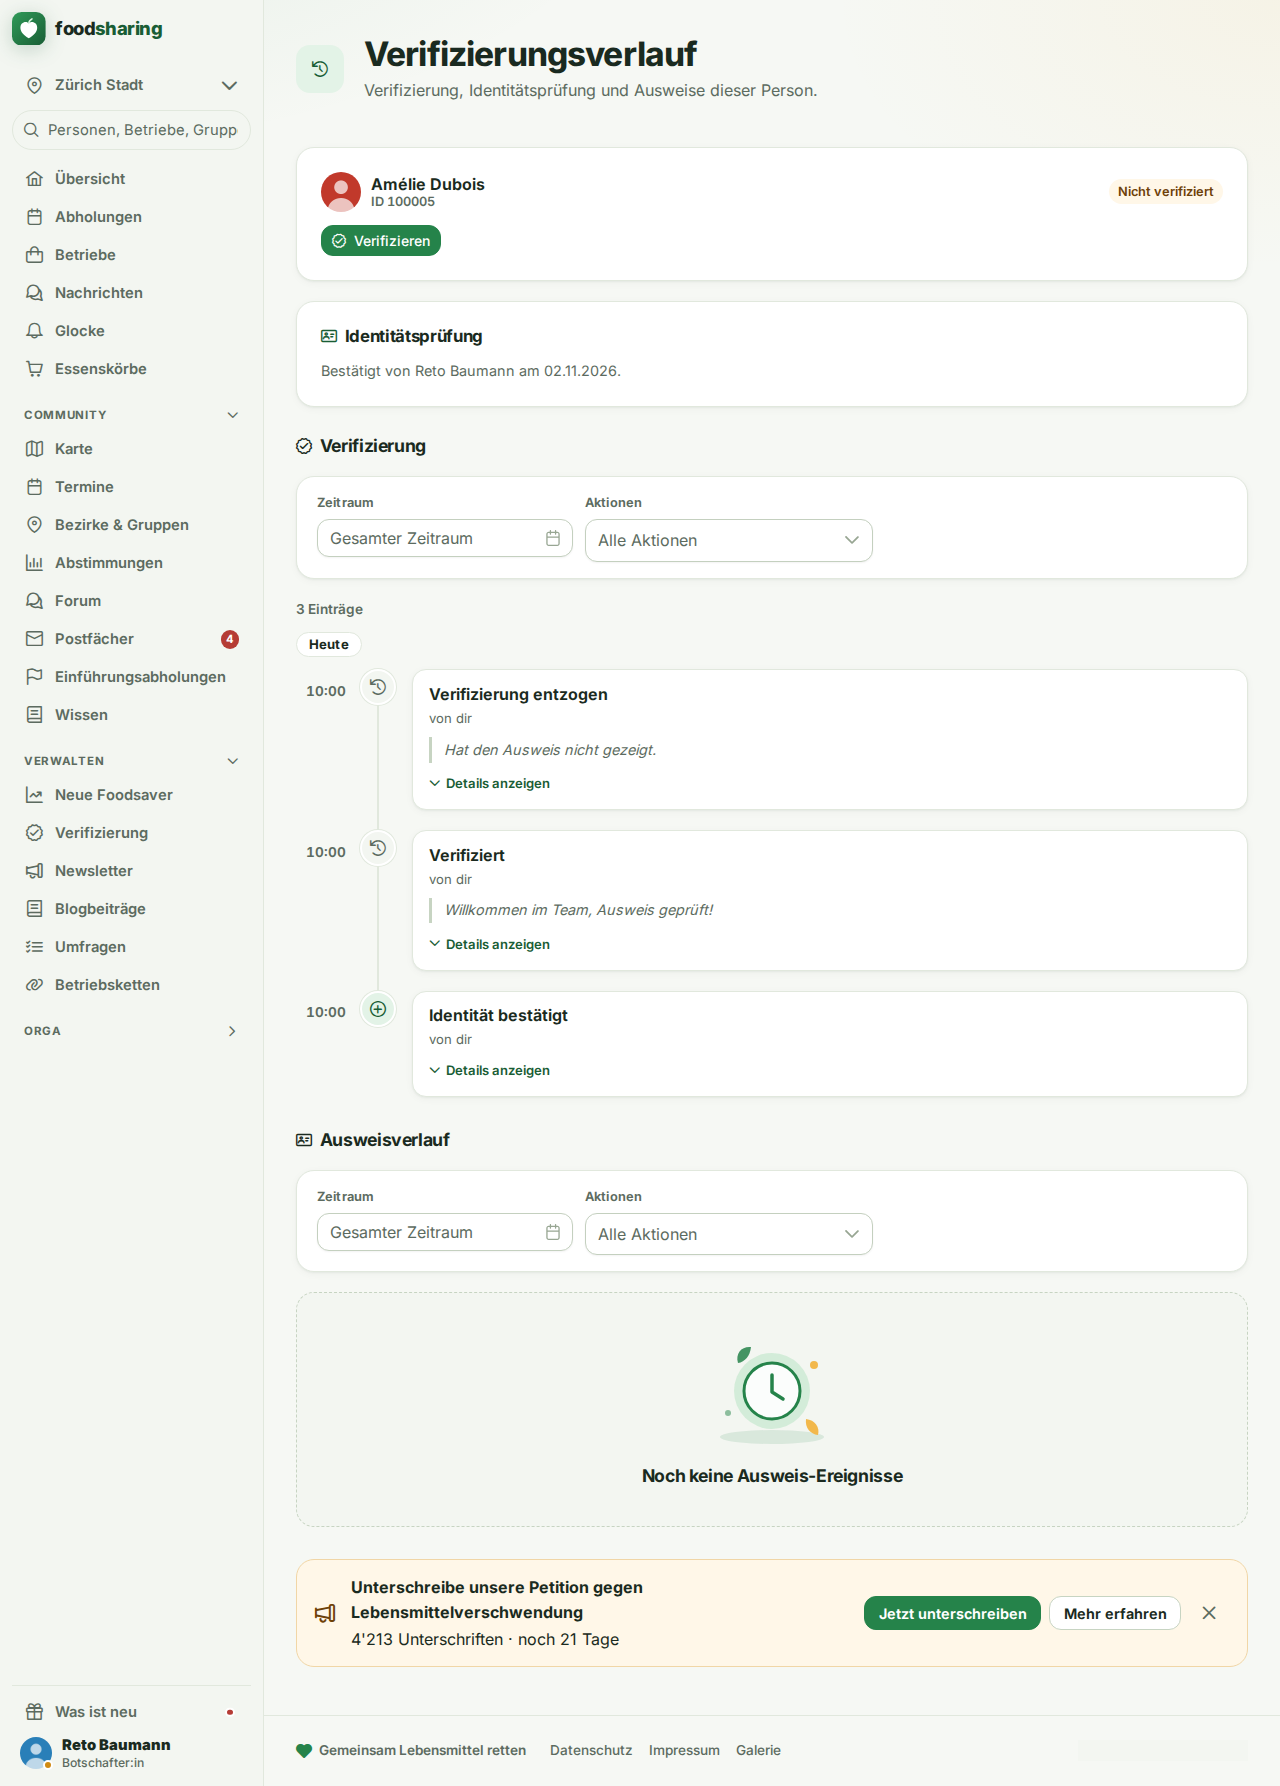 foodsharing
Zürich Stadt
Personen, Betriebe, Grupp
Übersicht
Abholungen
Betriebe
Nachrichten
Glocke
Essenskörbe
COMMUNITY
Karte
Termine
Bezirke & Gruppen
Abstimmungen
Forum
Postfächer 4
Einführungsabholungen
Wissen
VERWALTEN
Neue Foodsaver
Verifizierung
Newsletter
Blogbeiträge
Umfragen
Betriebsketten
ORGA
Was ist neu
Reto Baumann
Botschafter:in
Verifizierungsverlauf
Verifizierung, Identitätsprüfung und Ausweise dieser Person.
Amélie Dubois
ID 100005
Nicht verifiziert
Verifizieren
Identitätsprüfung
Bestätigt von Reto Baumann am 02.11.2026.
Verifizierung
Zeitraum Aktionen
Gesamter Zeitraum Alle Aktionen
3 Einträge
Heute
10:00 Verifizierung entzogen
von dir
Hat den Ausweis nicht gezeigt.
Details anzeigen
10:00 Verifiziert
von dir
Willkommen im Team, Ausweis geprüft!
Details anzeigen
10:00 Identität bestätigt
von dir
Details anzeigen
Ausweisverlauf
Zeitraum Aktionen
Gesamter Zeitraum Alle Aktionen
Noch keine Ausweis-Ereignisse
Unterschreibe unsere Petition gegen
Lebensmittelverschwendung
4'213 Unterschriften · noch 21 Tage
Jetzt unterschreiben Mehr erfahren
Gemeinsam Lebensmittel retten Datenschutz Impressum Galerie